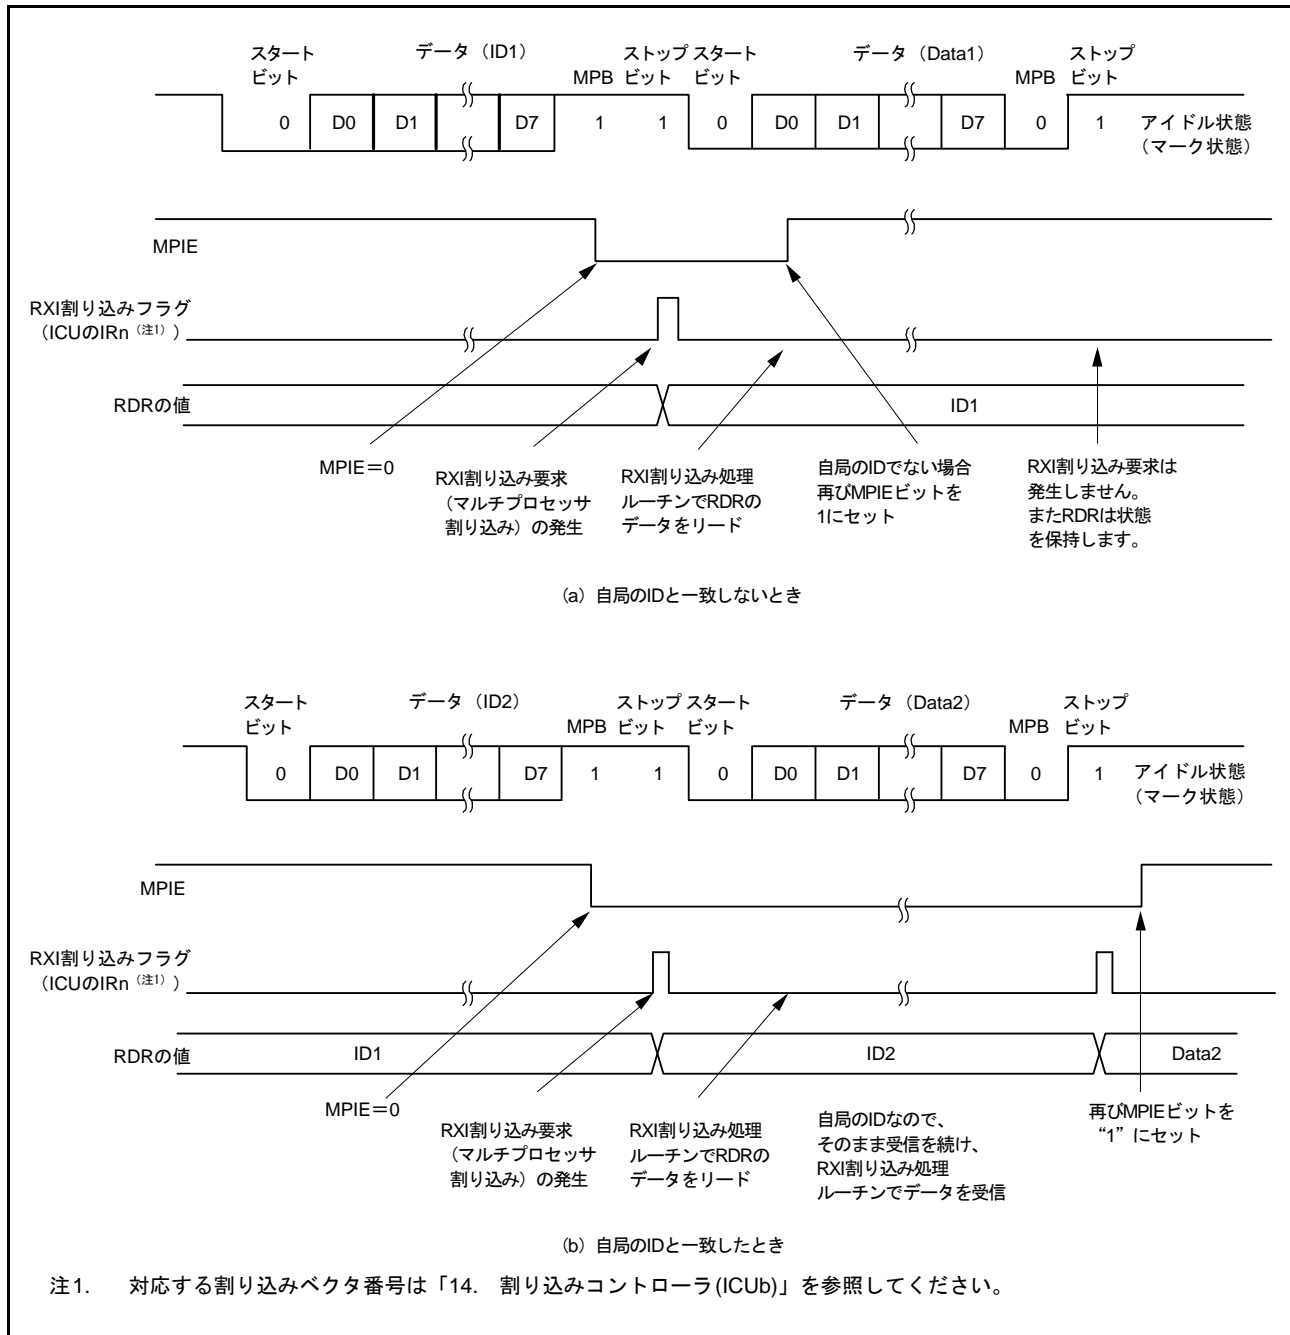 スタート
ビット
データ（ID1）
MPB
ストップ
ビット
スタート
ビット
データ（Data1）
MPB
ストップ
ビット
0 D0 D1 D7 1 1 0 D0 D1 D7 0 1
アイドル状態
（マーク状態）
MPIE
RXI割り込みフラグ
（ICUのIRn（注1））
RDRの値
ID1
MPIE＝0
RXI割り込み要求
（マルチプロセッサ
割り込み）の発生
RXI割り込み処理
ルーチンでRDRの
データをリード
自局のIDでない場合
再びMPIEビットを
1にセット
RXI割り込み要求は
発生しません。
またRDRは状態
を保持します。
(a) 自局のIDと一致しないとき
スタート
ビット
データ（ID2）
MPB
ストップ
ビット
スタート
ビット
データ（Data2）
MPB
ストップ
ビット
0 D0 D1 D7 1 1 0 D0 D1 D7 0 1
アイドル状態
（マーク状態）
MPIE
RXI割り込みフラグ
（ICUのIRn（注1））
RDRの値
ID1
ID2
Data2
MPIE＝0
RXI割り込み要求
（マルチプロセッサ
割り込み）の発生
RXI割り込み処理
ルーチンでRDRの
データをリード
自局のIDなので、
そのまま受信を続け、
RXI割り込み処理
ルーチンでデータを受信
再びMPIEビットを
“1”にセット
(b) 自局のIDと一致したとき
注1. 対応する割り込みベクタ番号は「14. 割り込みコントローラ(ICUb)」を参照してください。